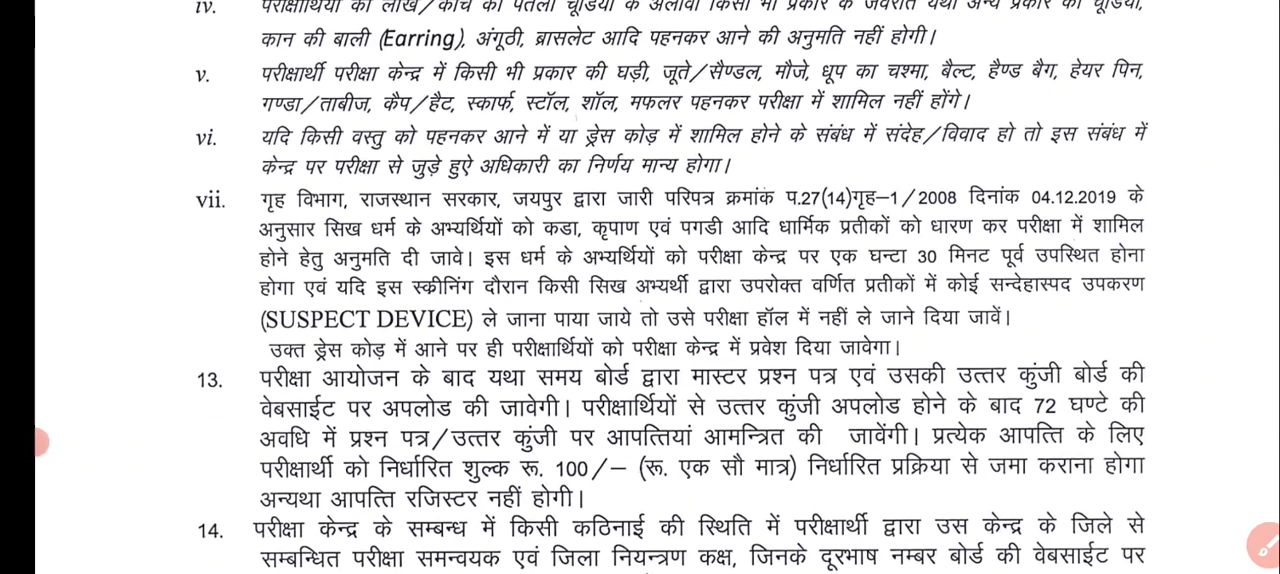 iv. परीक्षार्थियों को लाख/कांच की पतली चूडियों के अलावा किसी भी प्रकार के जेवरात यथा अन्य प्रकार की चूडियां,
कान की बाली (Earring), अंगूठी, ब्रासलेट आदि पहनकर आने की अनुमति नहीं होगी।
v. परीक्षार्थी परीक्षा केन्द्र में किसी भी प्रकार की घड़ी, जूते/सैण्डल, मौजे, धूप का चश्मा, बैल्ट, हैण्ड बैग, हेयर पिन,
गण्डा/ताबीज, कैप/हैट, स्कार्फ, स्टॉल, शॉल, मफलर पहनकर परीक्षा में शामिल नहीं होंगे।
vi. यदि किसी वस्तु को पहनकर आने में या ड्रेस कोड़ में शामिल होने के संबंध में संदेह/विवाद हो तो इस संबंध में
केन्द्र पर परीक्षा से जुड़े हुऐ अधिकारी का निर्णय मान्य होगा।
vii. गृह विभाग, राजस्थान सरकार, जयपुर द्वारा जारी परिपत्र क्रमांक प.27(14)गृह–1/2008 दिनांक 04.12.2019 के
अनुसार सिख धर्म के अभ्यर्थियों को कडा, कृपाण एवं पगडी आदि धार्मिक प्रतीकों को धारण कर परीक्षा में शामिल
होने हेतु अनुमति दी जावे। इस धर्म के अभ्यर्थियों को परीक्षा केन्द्र पर एक घन्टा 30 मिनट पूर्व उपस्थित होना
होगा एवं यदि इस स्कीनिंग दौरान किसी सिख अभ्यर्थी द्वारा उपरोक्त वर्णित प्रतीकों में कोई सन्देहास्पद उपकरण
(SUSPECT DEVICE) ले जाना पाया जाये तो उसे परीक्षा हॉल में नहीं ले जाने दिया जावें।
उक्त ड्रेस कोड़ में आने पर ही परीक्षार्थियों को परीक्षा केन्द्र में प्रवेश दिया जावेगा।
13. परीक्षा आयोजन के बाद यथा समय बोर्ड द्वारा मास्टर प्रश्न पत्र एवं उसकी उत्तर कुंजी बोर्ड की
वेबसाईट पर अपलोड की जावेगी। परीक्षार्थियों से उत्तर कुंजी अपलोड होने के बाद 72 घण्टे की
अवधि में प्रश्न पत्र/उत्तर कुंजी पर आपत्तियां आमन्त्रित की जावेंगी। प्रत्येक आपत्ति के लिए
परीक्षार्थी को निर्धारित शुल्क रू. 100/– (रू. एक सौ मात्र) निर्धारित प्रक्रिया से जमा कराना होगा
अन्यथा आपत्ति रजिस्टर नहीं होगी।
14. परीक्षा केन्द्र के सम्बन्ध में किसी कठिनाई की स्थिति में परीक्षार्थी द्वारा उस केन्द्र के जिले से
सम्बन्धित परीक्षा समन्वयक एवं जिला नियन्त्रण कक्ष, जिनके दूरभाष नम्बर बोर्ड की वेबसाईट पर